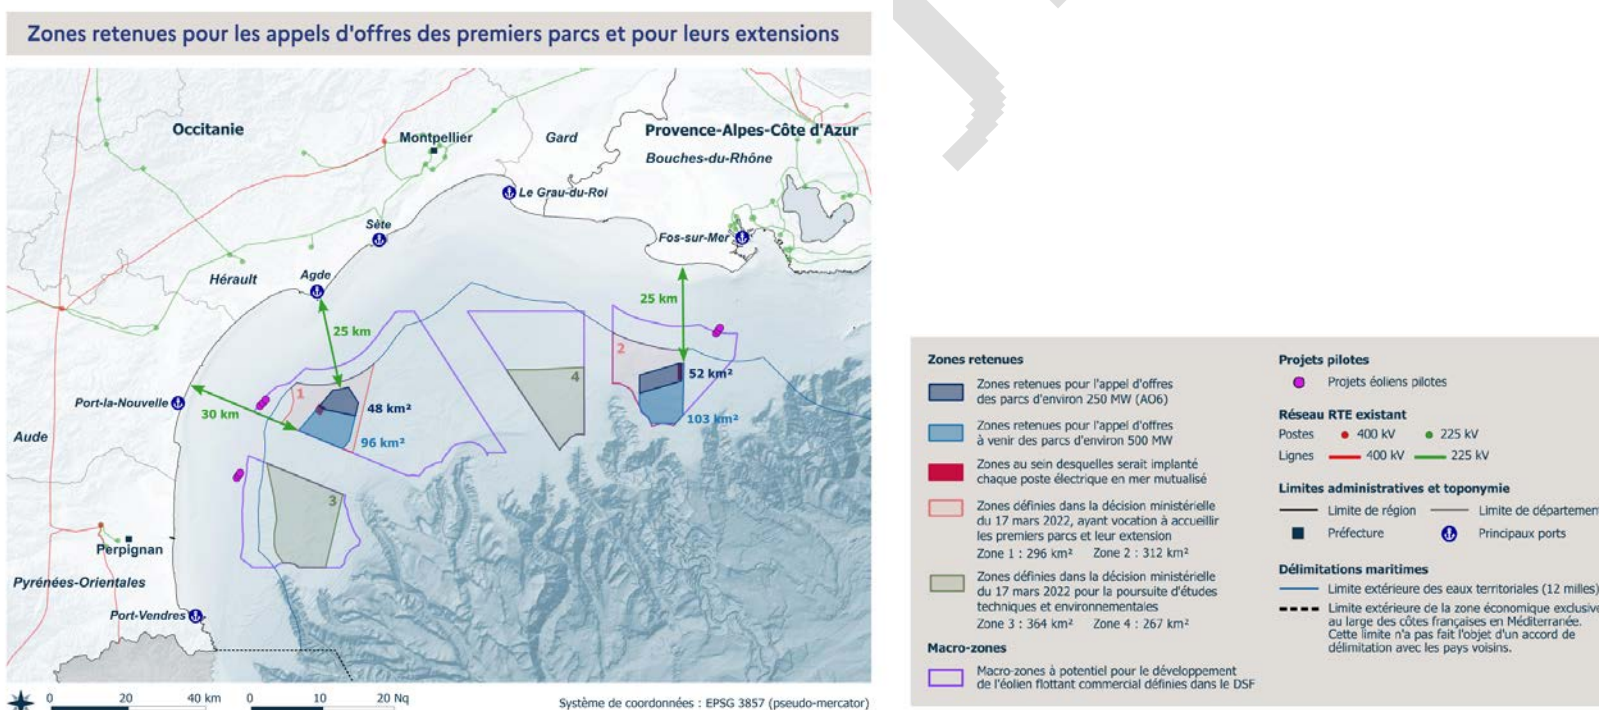 Zones retenues pour les appels d'offres des premiers parcs et pour leurs extensions
Occitanie
Montpellier
Gard
Provence-Alpes-Côte d'Azur
Bouches-du-Rhône
Le Grau-du-Roi
Sète
Fos-sur-Mer
Hérault
Agde
25 km
25 km
2
52 km²
4
1
48 km²
103 km²
Port-la-Nouvelle
30 km
96 km²
Aude
3
Perpignan
Pyrénées-Orientales
Port-Vendres
0 20 40 km 0 10 20 Nq
Système de coordonnées : EPSG 3857 (pseudo-mercator)
Zones retenues
Zones retenues pour l'appel d'offres
des parcs d'environ 250 MW (AO6)
Zones retenues pour l'appel d'offres
à venir des parcs d'environ 500 MW
Zones au sein desquelles serait implanté
chaque poste électrique en mer mutualisé
Zones définies dans la décision ministérielle
du 17 mars 2022, ayant vocation à accueillir
les premiers parcs et leur extension
Zone 1 : 296 km² Zone 2 : 312 km²
Zones définies dans la décision ministérielle
du 17 mars 2022 pour la poursuite d'études
techniques et environnementales
Zone 3 : 364 km² Zone 4 : 267 km²
Macro-zones
Macro-zones à potentiel pour le développement
de l'éolien flottant commercial définies dans le DSF
Projets pilotes
Projets éoliens pilotes
Réseau RTE existant
Postes 400 kV 225 kV
Lignes 400 kV 225 kV
Limites administratives et toponymie
Limite de région Limite de département
Préfecture Principaux ports
Délimitations maritimes
Limite extérieure des eaux territoriales (12 milles)
Limite extérieure de la zone économique exclusive
au large des côtes françaises en Méditerranée.
Cette limite n'a pas fait l'objet d'un accord de
délimitation avec les pays voisins.